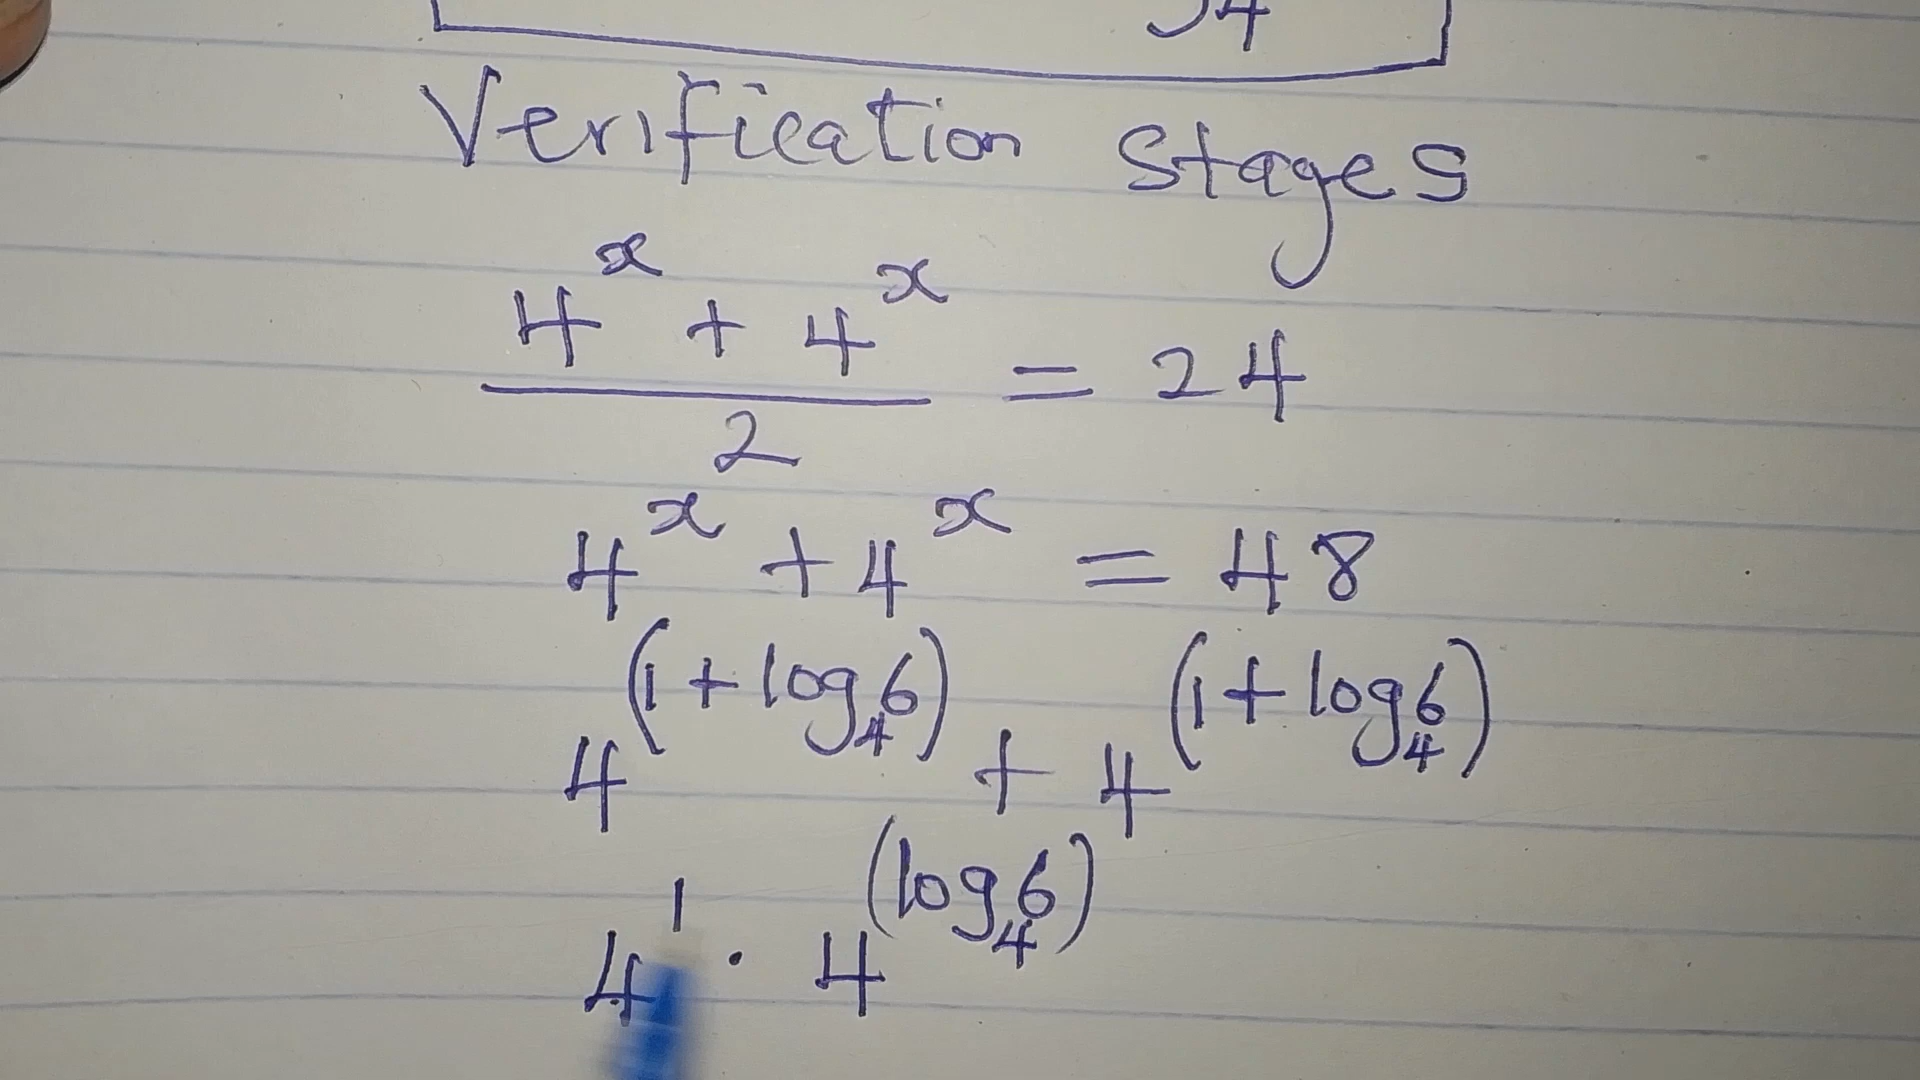 Verification Stages
4^x + 4^x
———— = 24
2
4^x + 4^x = 48
4^(1 + log₄6) + 4^(1 + log₄6)
4^1 · 4^(log₄6)